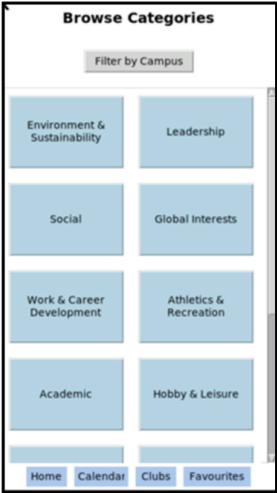 Browse Categories
Filter by Campus
Environment &
Sustainability
Leadership
Social
Global Interests
Work & Career
Development
Athletics &
Recreation
Academic
Hobby & Leisure
Home
Calendar
Clubs
Favourites